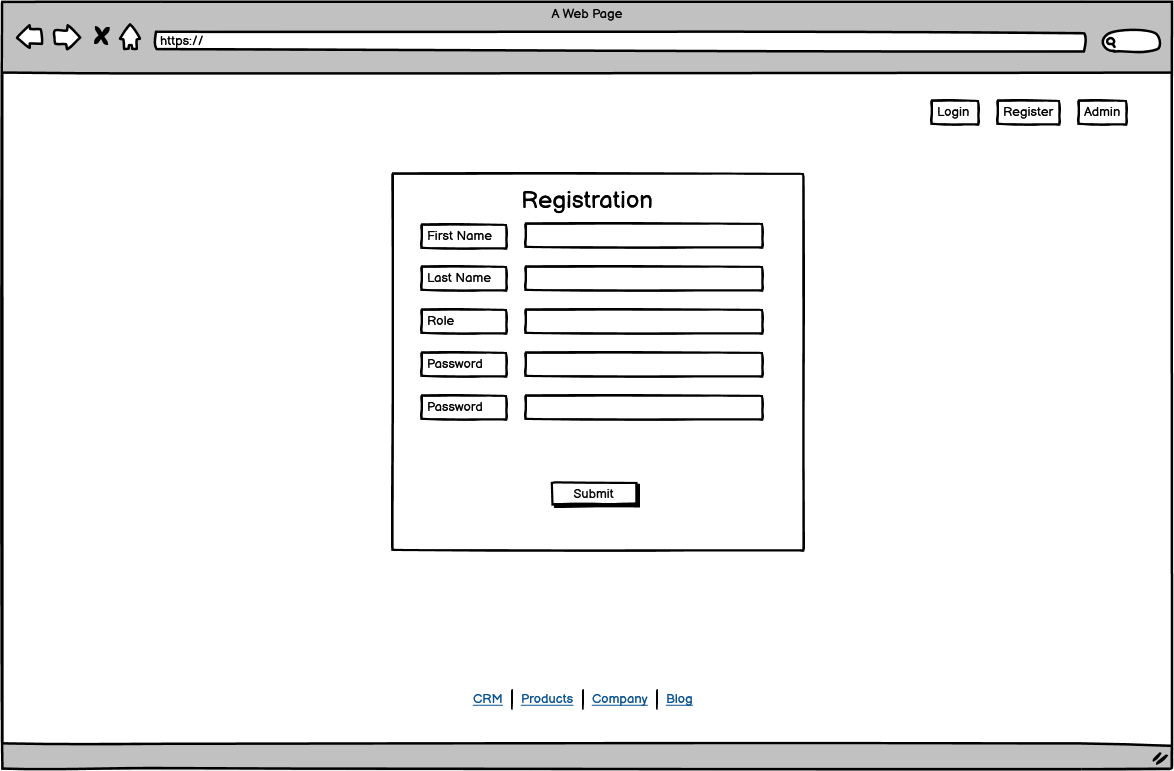 A Web Page
https://
Login Register Admin
Registration
First Name
Last Name
Role
Password
Password
Submit
CRM Products Company Blog